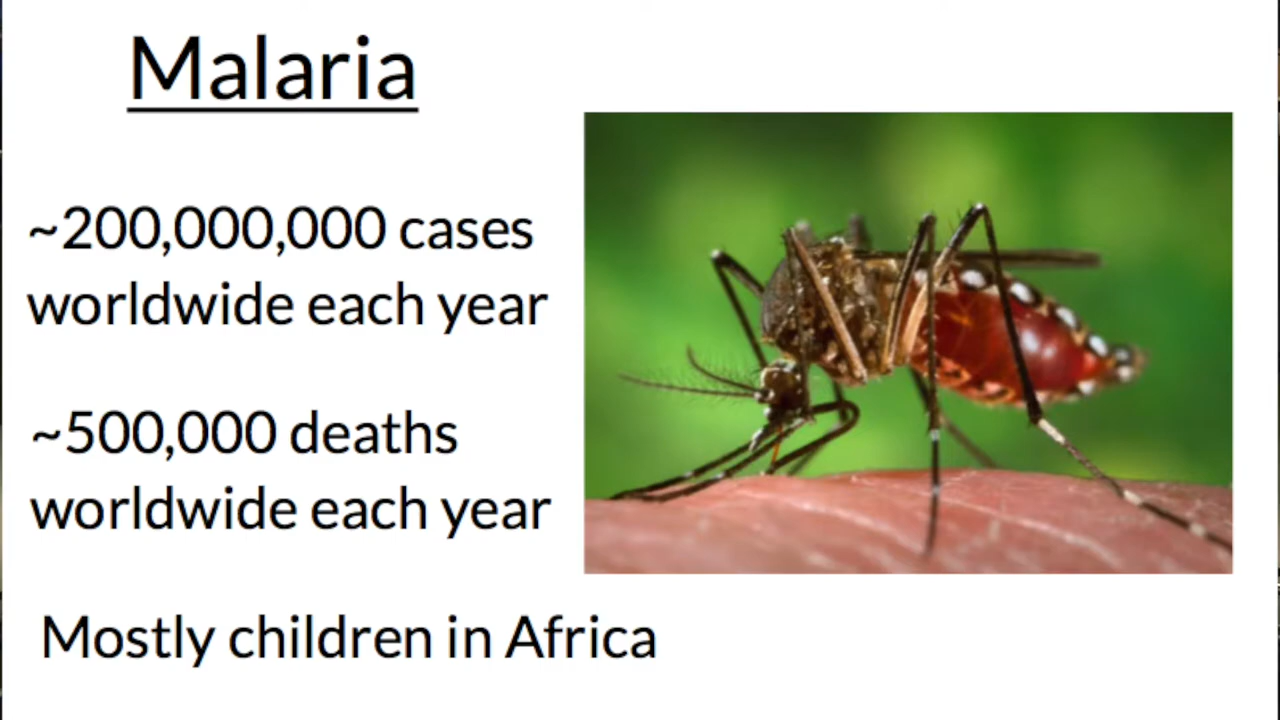 Malaria
~200,000,000 cases
worldwide each year
~500,000 deaths
worldwide each year
Mostly children in Africa